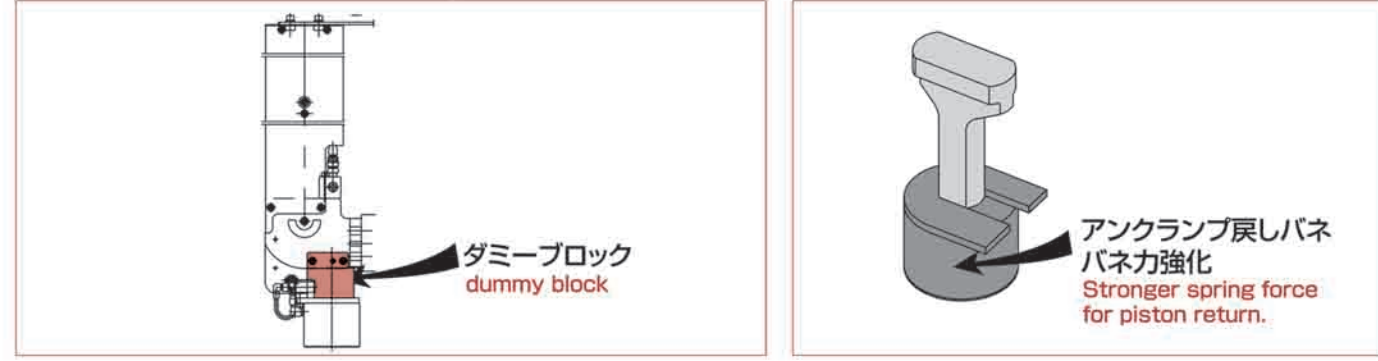 ダミーブロック
dummy block
アンクランプ戻しバネ
バネ力強化
Stronger spring force
for piston return.